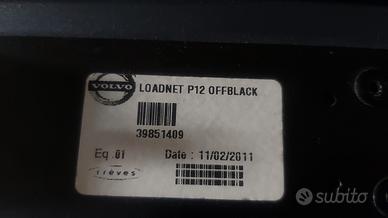 VOLVO
LOADNET P12 OFFBLACK
39851409
Eq 01 Date : 11/02/2011
trèves
subito